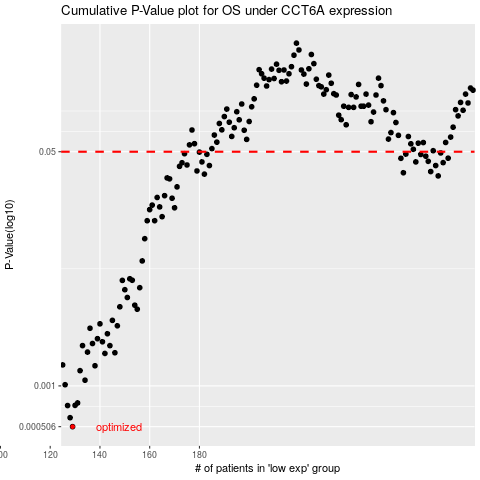 Cumulative P-Value plot for OS under CCT6A expression
P-Value(log10)
0.05
0.001
0.000506
optimized
00 120 140 160 180
# of patients in 'low exp' group